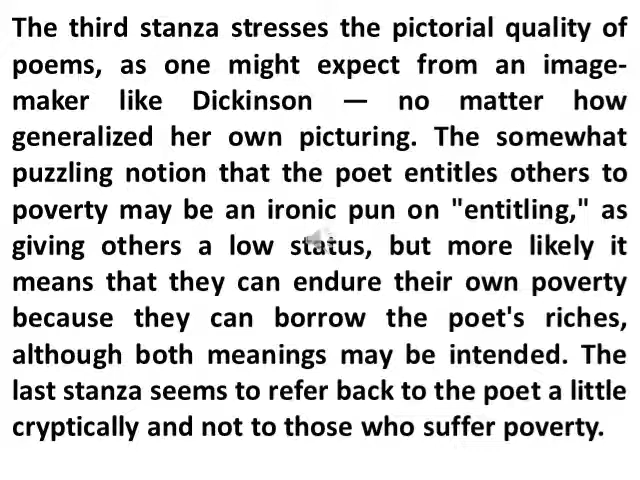 The third stanza stresses the pictorial quality of
poems, as one might expect from an image-
maker like Dickinson — no matter how
generalized her own picturing. The somewhat
puzzling notion that the poet entitles others to
poverty may be an ironic pun on "entitling," as
giving others a low status, but more likely it
means that they can endure their own poverty
because they can borrow the poet's riches,
although both meanings may be intended. The
last stanza seems to refer back to the poet a little
cryptically and not to those who suffer poverty.